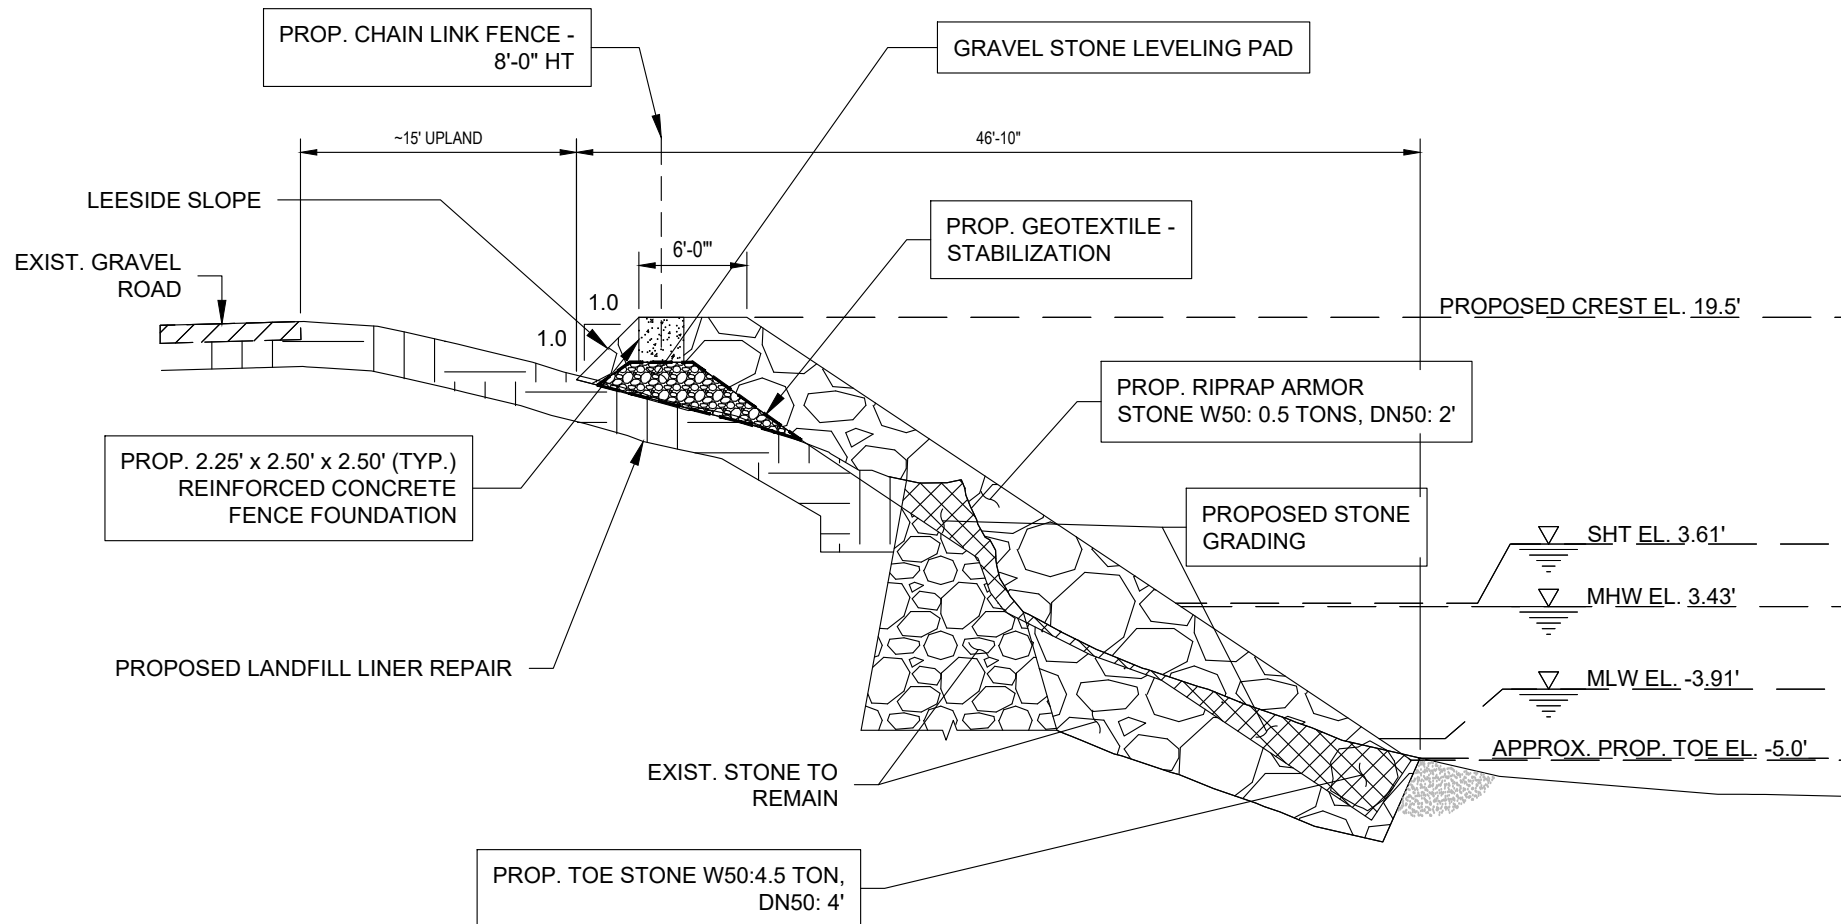 PROP. CHAIN LINK FENCE -
8'-0" HT
GRAVEL STONE LEVELING PAD
~15' UPLAND
46'-10"
LEESIDE SLOPE
PROP. GEOTEXTILE -
STABILIZATION
6'-0'"
EXIST. GRAVEL
ROAD
1.0
1.0
PROPOSED CREST EL. 19.5'
PROP. RIPRAP ARMOR
STONE W50: 0.5 TONS, DN50: 2'
PROP. 2.25' x 2.50' x 2.50' (TYP.)
REINFORCED CONCRETE
FENCE FOUNDATION
PROPOSED STONE
GRADING
SHT EL. 3.61'
MHW EL. 3.43'
PROPOSED LANDFILL LINER REPAIR
MLW EL. -3.91'
APPROX. PROP. TOE EL. -5.0'
EXIST. STONE TO
REMAIN
PROP. TOE STONE W50:4.5 TON,
DN50: 4'